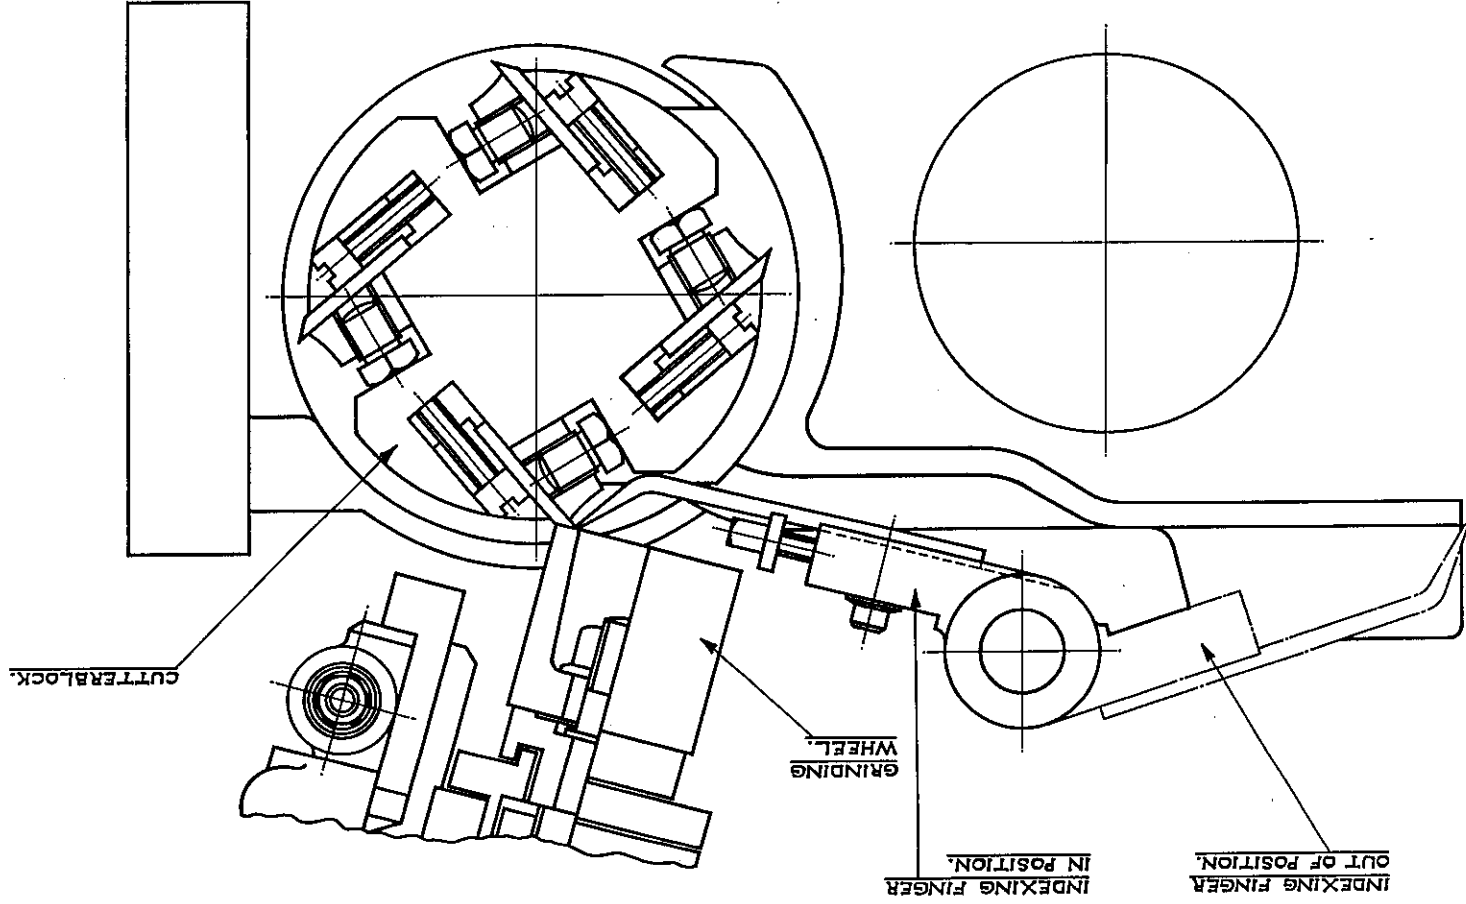 INDEXING FINGER
OUT OF POSITION.
INDEXING FINGER
IN POSITION.
GRINDING
WHEEL.
CUTTERBLOCK.